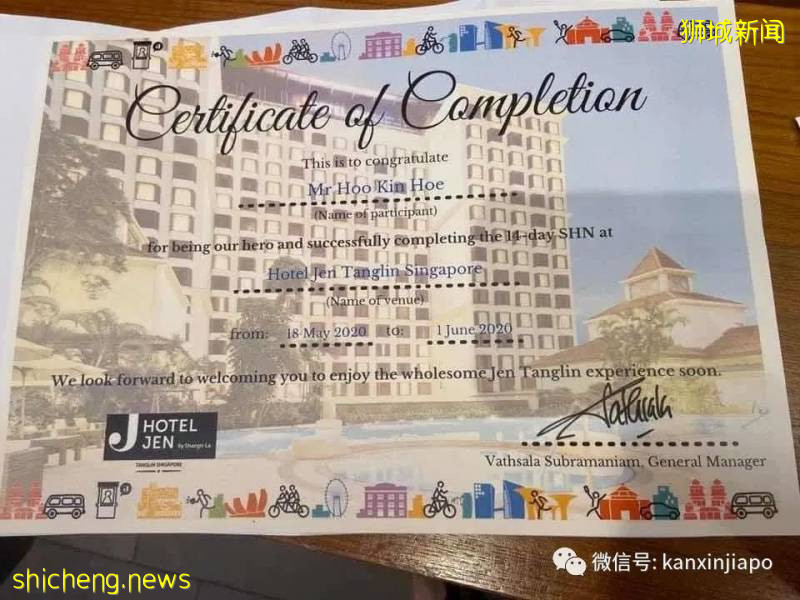 狮城新闻
Certificate of Completion
This is to congratulate
Mr Hoo Kin Hoe
(Name of participant)
for being our hero and successfully completing the 14-day SHN at
Hotel Jen Tanglin Singapore
(Name of venue)
from: 18 May 2020 to: 1 June 2020
We look forward to welcoming you to enjoy the wholesome Jen Tanglin experience soon.
J HOTEL
JEN by Shangri-La
TANGLIN SINGAPORE
Vathsala Subramaniam, General Manager
微信号: kanxinjiapo
shicheng.news